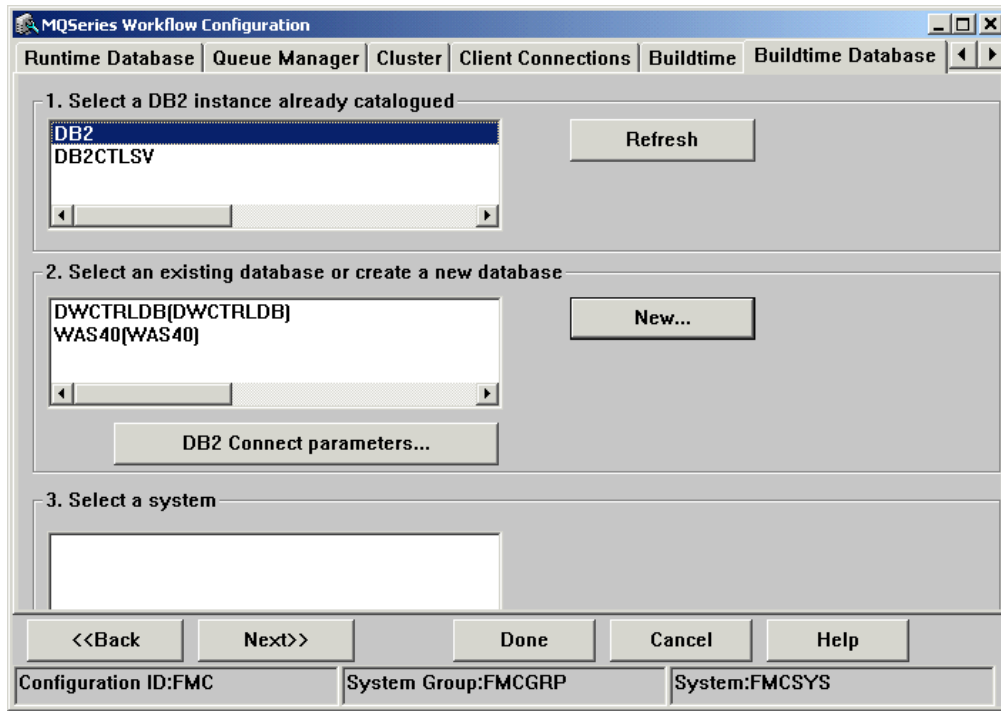 MQSeries Workflow Configuration
Runtime Database Queue Manager Cluster Client Connections Buildtime Buildtime Database
1. Select a DB2 instance already catalogued
DB2
DB2CTLSV
Refresh
2. Select an existing database or create a new database
DWCTRLDB(DWCTRLDB)
WAS40(WAS40)
New...
DB2 Connect parameters...
3. Select a system
<<Back Next>> Done Cancel Help
Configuration ID:FMC System Group:FMCGRP System:FMCSYS